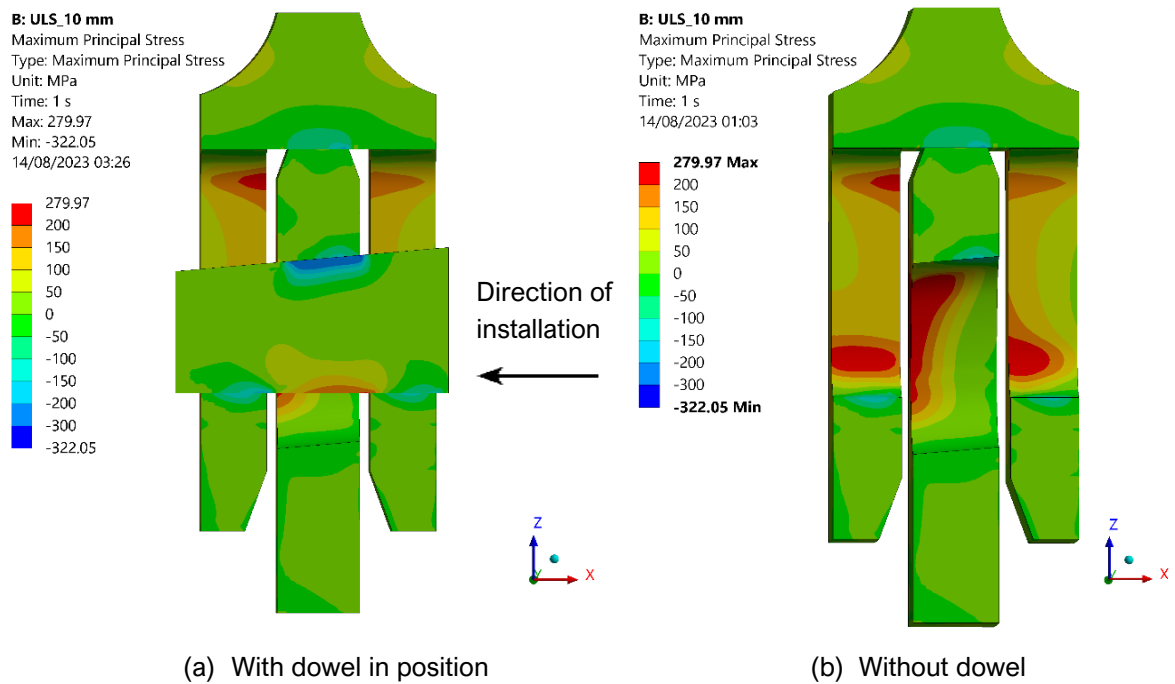 B: ULS_10 mm
Maximum Principal Stress
Type: Maximum Principal Stress
Unit: MPa
Time: 1 s
Max: 279.97
Min: -322.05
14/08/2023 03:26
279.97
200
150
100
50
0
-50
-100
-150
-200
-300
-322.05
Z
X
Y
(a) With dowel in position
Direction of
installation
B: ULS_10 mm
Maximum Principal Stress
Type: Maximum Principal Stress
Unit: MPa
Time: 1 s
14/08/2023 01:03
279.97 Max
200
150
100
50
0
-50
-100
-150
-200
-300
-322.05 Min
Z
X
Y
(b) Without dowel